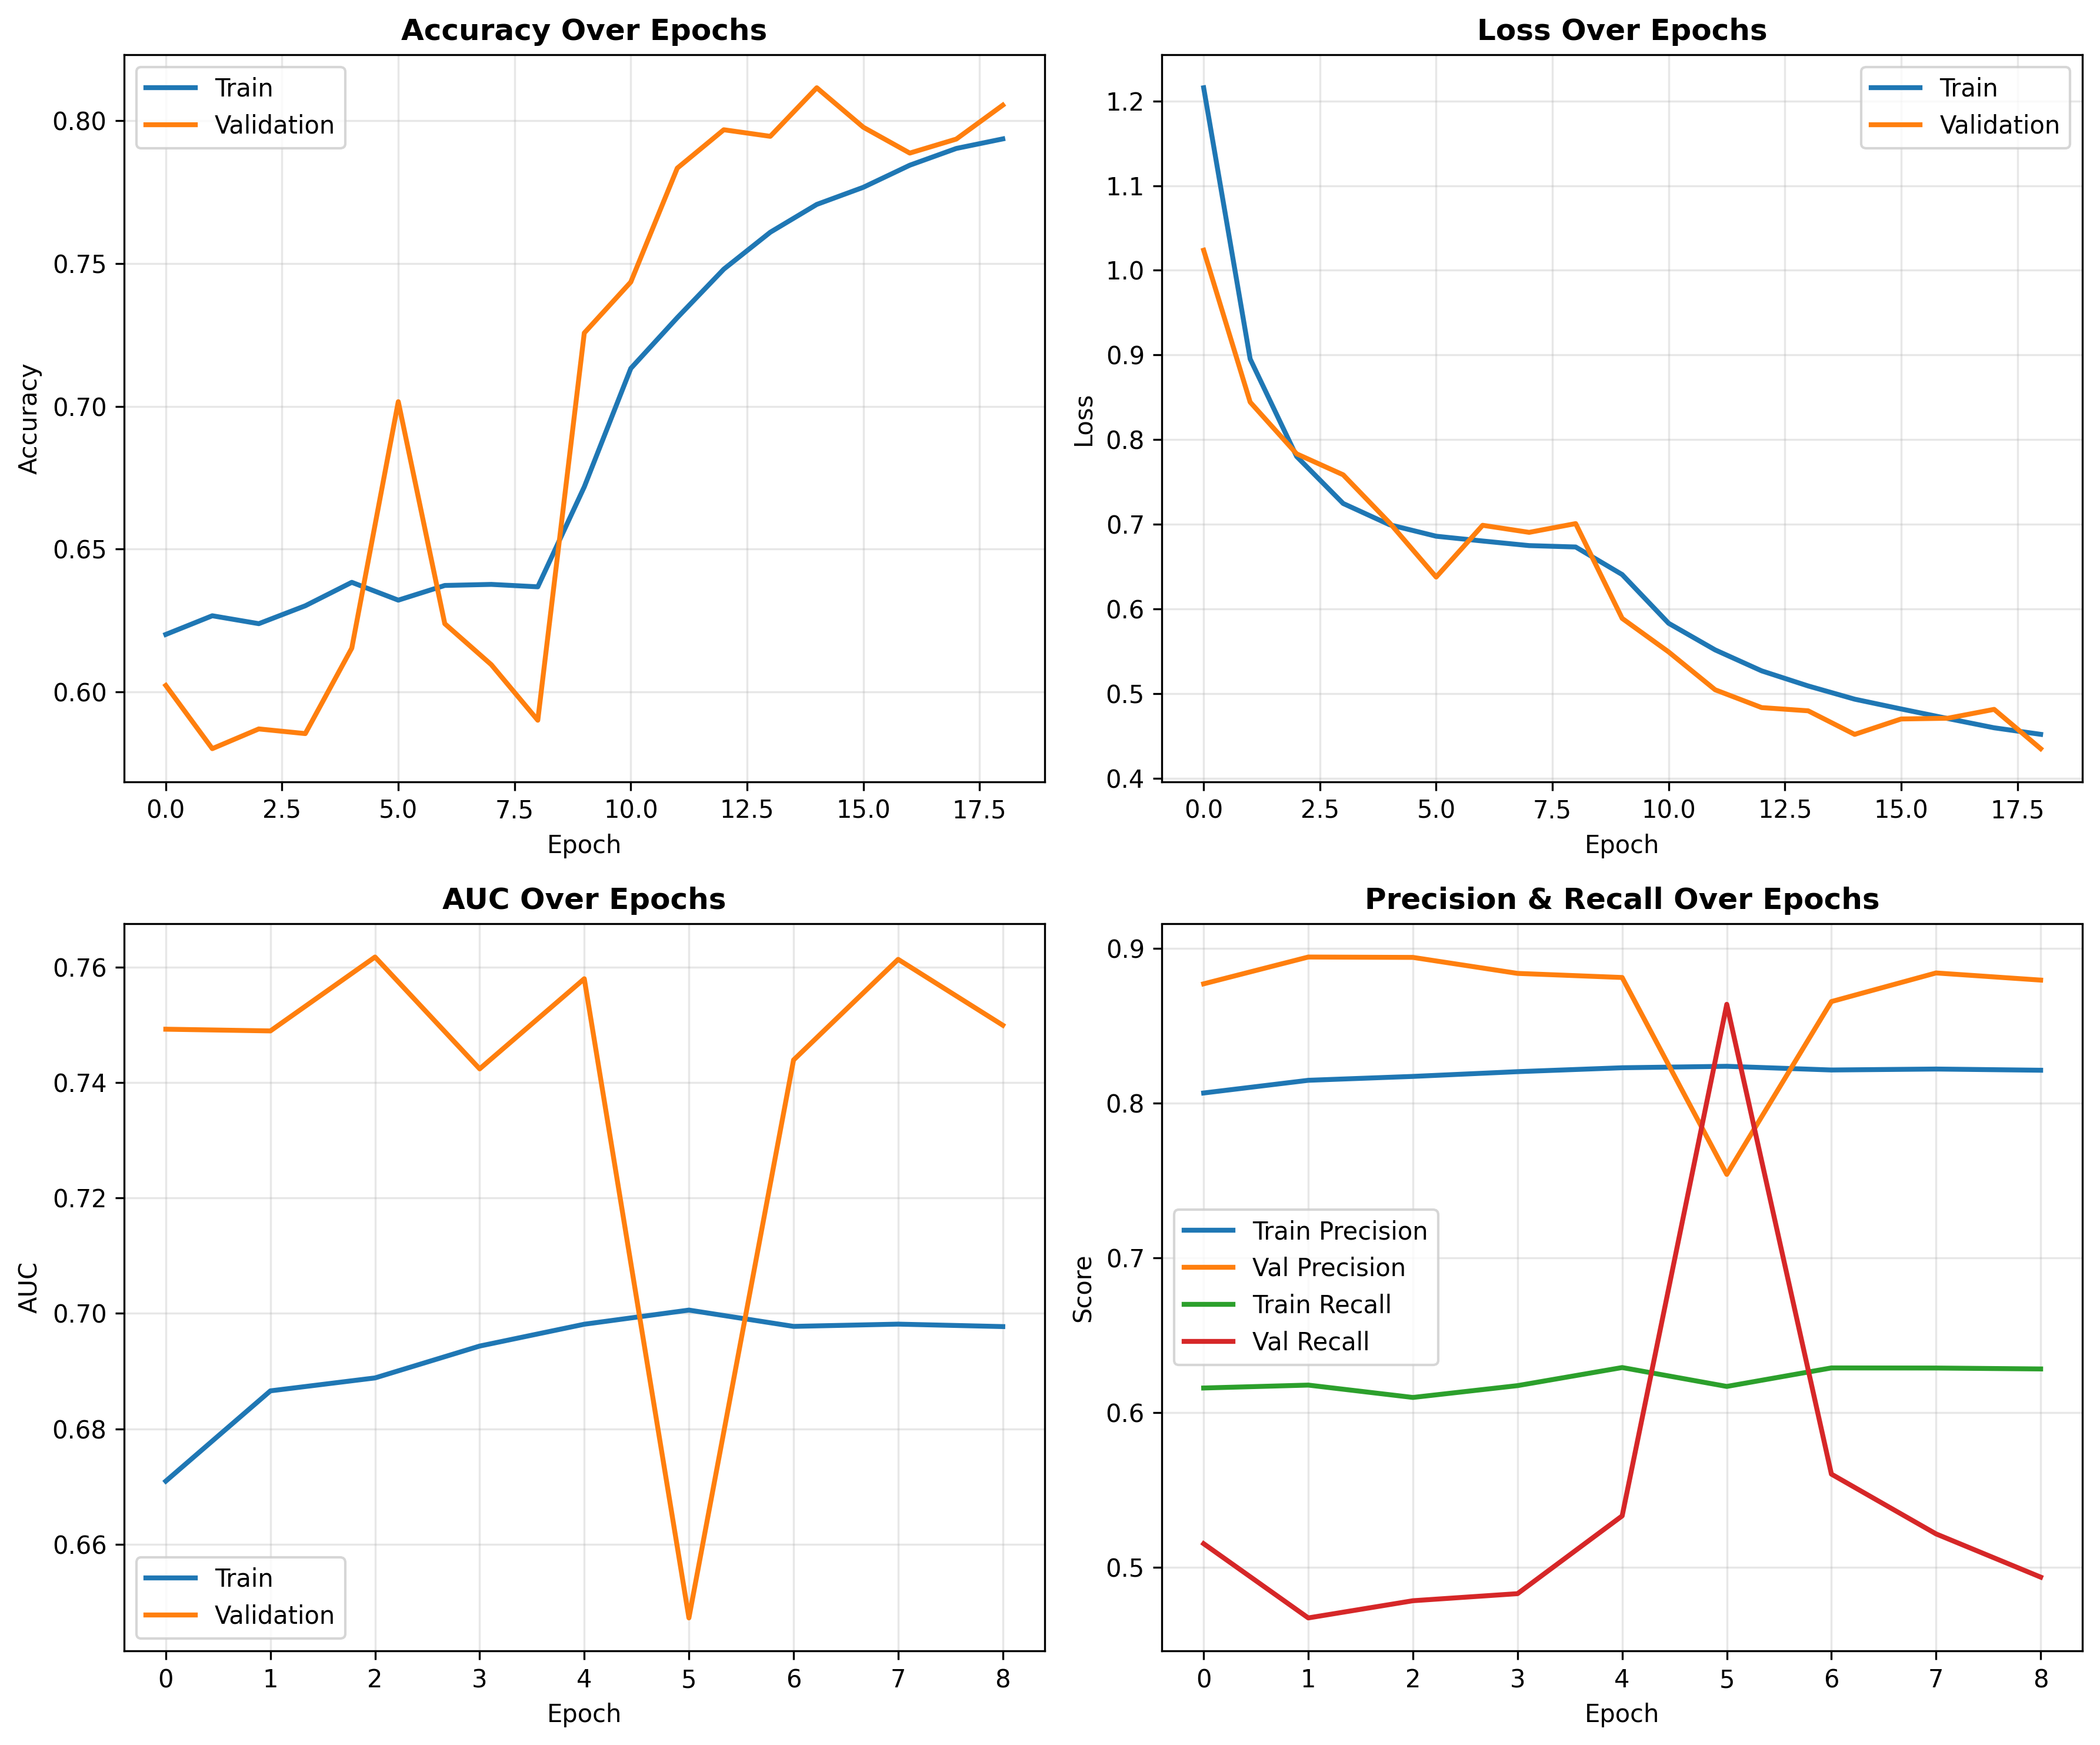 Accuracy Over Epochs
Train
Validation
0.80
0.75
0.70
0.65
0.60
Accuracy
0.0 2.5 5.0 7.5 10.0 12.5 15.0 17.5
Epoch
Loss Over Epochs
Train
Validation
1.2
1.1
1.0
0.9
0.8
0.7
0.6
0.5
0.4
Loss
0.0 2.5 5.0 7.5 10.0 12.5 15.0 17.5
Epoch
AUC Over Epochs
0.76
0.74
0.72
0.70
0.68
0.66
AUC
Train
Validation
0 1 2 3 4 5 6 7 8
Epoch
Precision & Recall Over Epochs
0.9
0.8
0.7
0.6
0.5
Score
Train Precision
Val Precision
Train Recall
Val Recall
0 1 2 3 4 5 6 7 8
Epoch